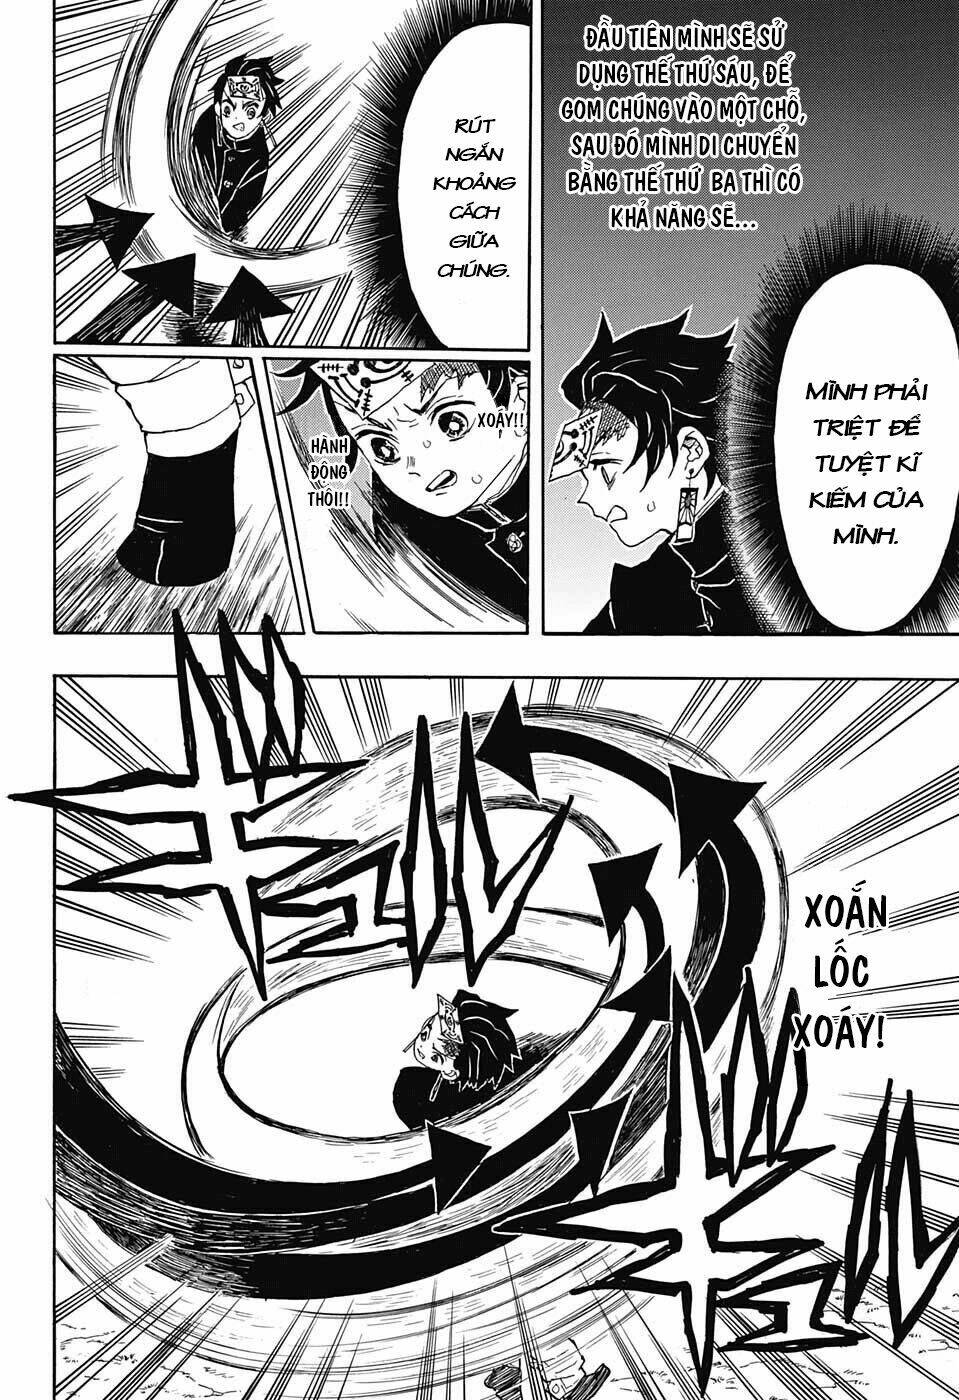 ĐẦU TIÊN MÌNH SẼ SỬ
DỤNG THẾ THỨ SÁU, ĐỂ
GOM CHÚNG VÀO MỘT CHỖ,
SAU ĐÓ MÌNH DI CHUYỂN
BẰNG THẾ THỨ BA THÌ CÓ
KHẢ NĂNG SẼ...
MÌNH PHẢI
TRIỆT ĐỂ
TUYỆT KĨ
KIẾM CỦA
MÌNH.
RÚT
NGẮN
KHOẢNG
CÁCH
GIỮA
CHÚNG.
XOÁY!!
HÀNH
ĐỘNG
THÔI!!
XOẮN
LỐC
XOÁY!